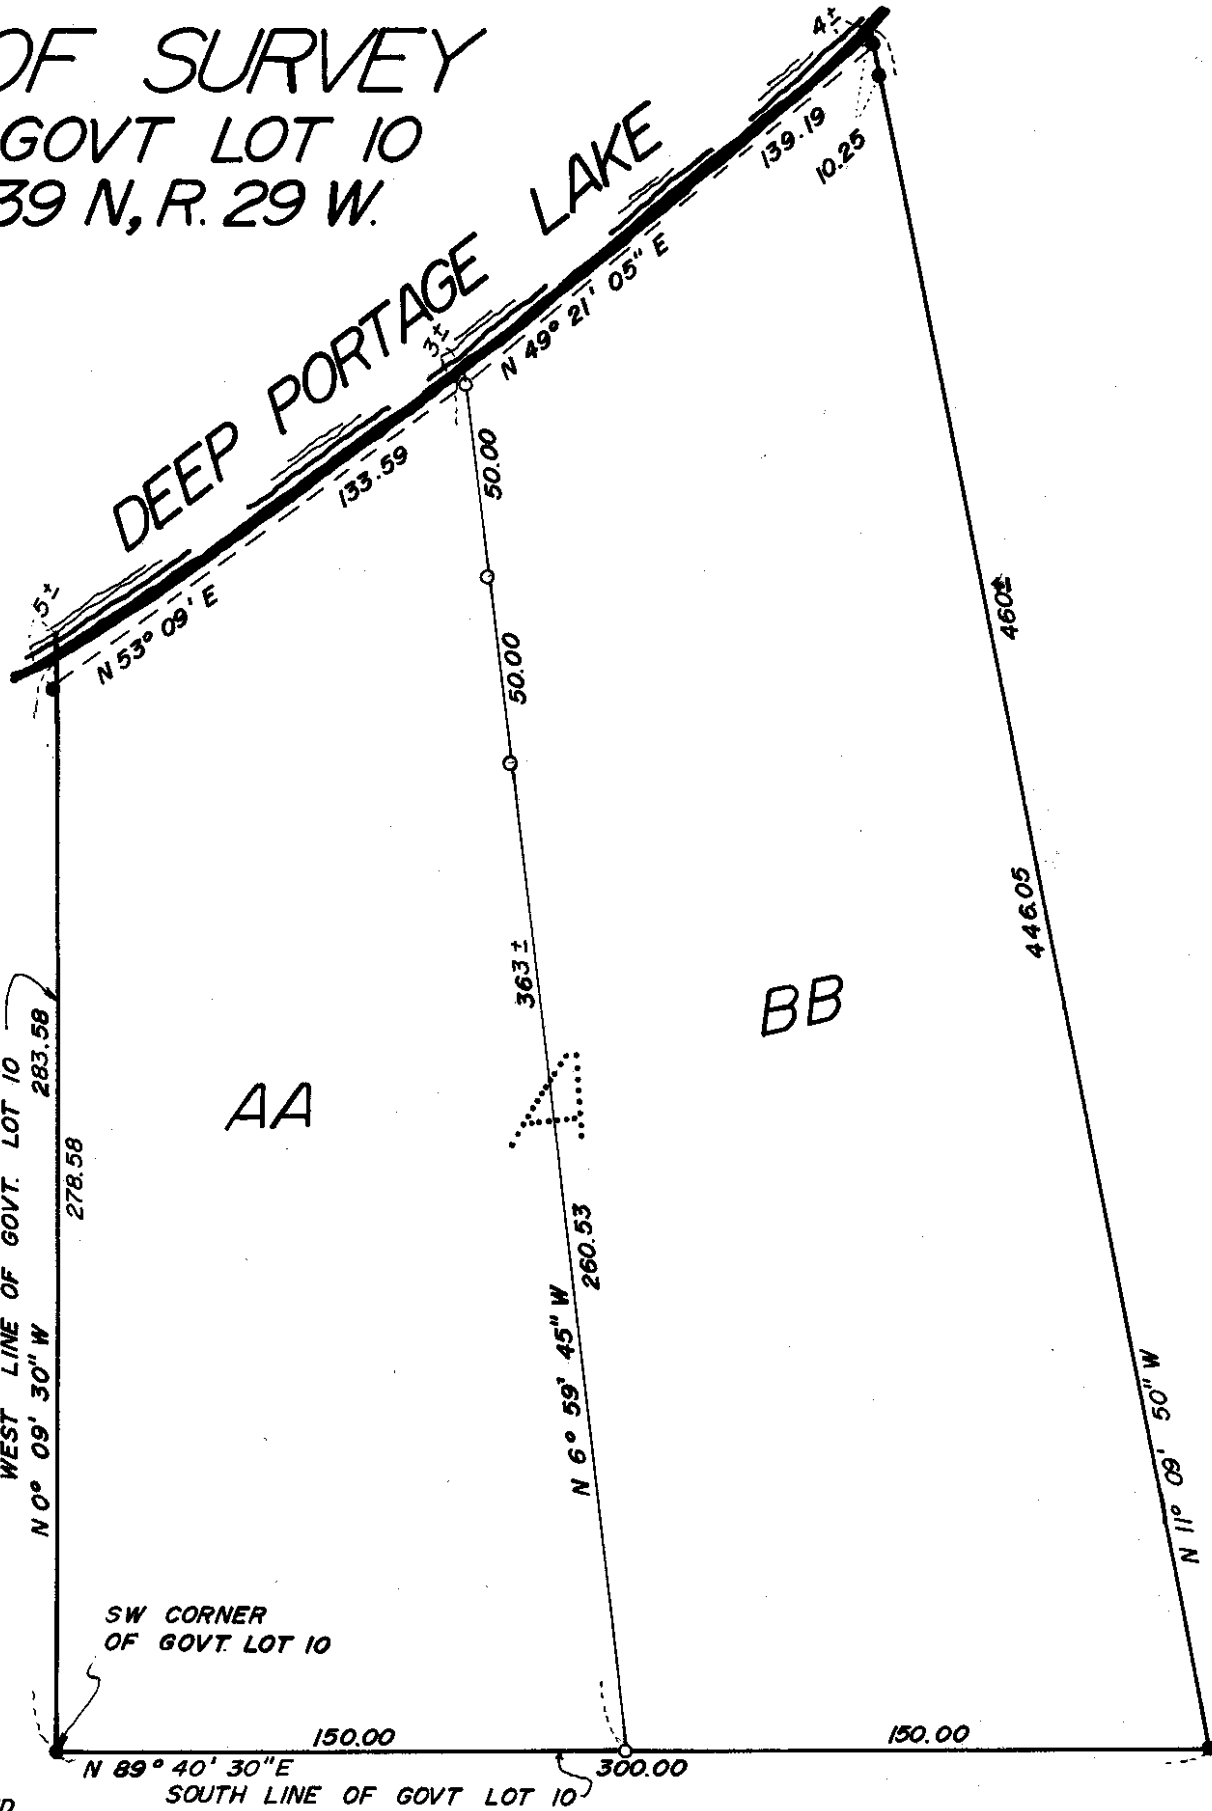 OF SURVEY
GOVT LOT 10
39 N, R. 29 W.
DEEP PORTAGE LAKE
4±
139.19
10.25
N 49° 21' 05" E
3±
133.59
N 53° 09' E
5±
50.00
50.00
460±
446.05
363±
AA
A
BB
260.53
N 6° 59' 45" W
WEST LINE OF GOVT. LOT 10
283.58
278.58
N 0° 09' 30" W
N 11° 09' 50" W
SW CORNER
OF GOVT. LOT 10
150.00
150.00
N 89° 40' 30" E
300.00
SOUTH LINE OF GOVT LOT 10